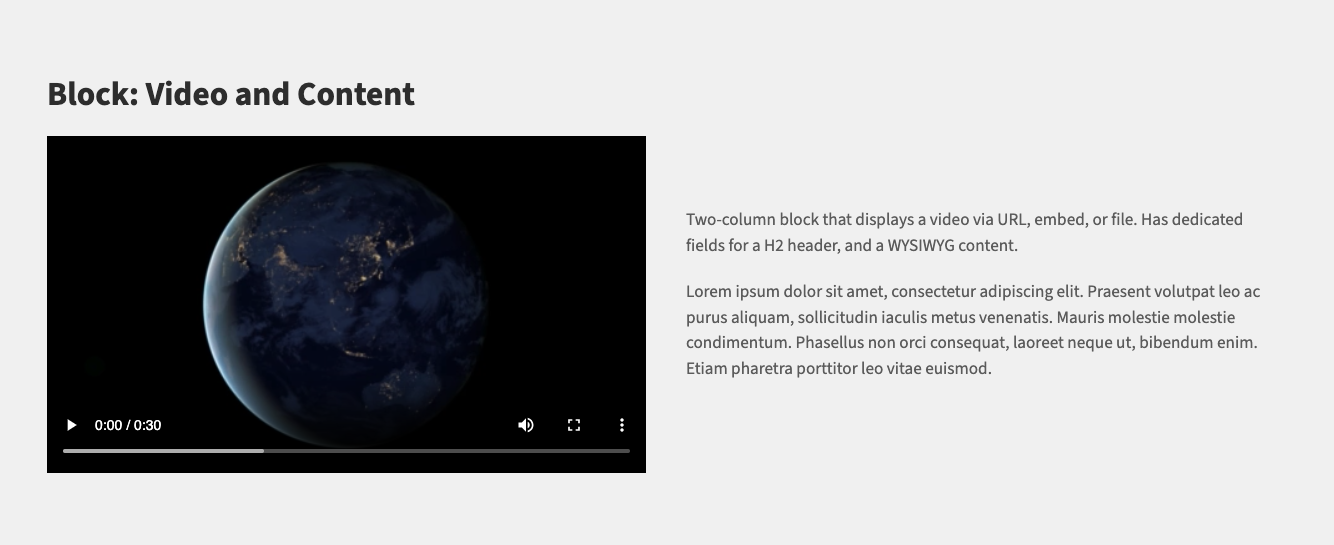 Block: Video and Content
0:00 / 0:30
Two-column block that displays a video via URL, embed, or file. Has dedicated
fields for a H2 header, and a WYSIWYG content.
Lorem ipsum dolor sit amet, consectetur adipiscing elit. Praesent volutpat leo ac
purus aliquam, sollicitudin iaculis metus venenatis. Mauris molestie molestie
condimentum. Phasellus non orci consequat, laoreet neque ut, bibendum enim.
Etiam pharetra porttitor leo vitae euismod.